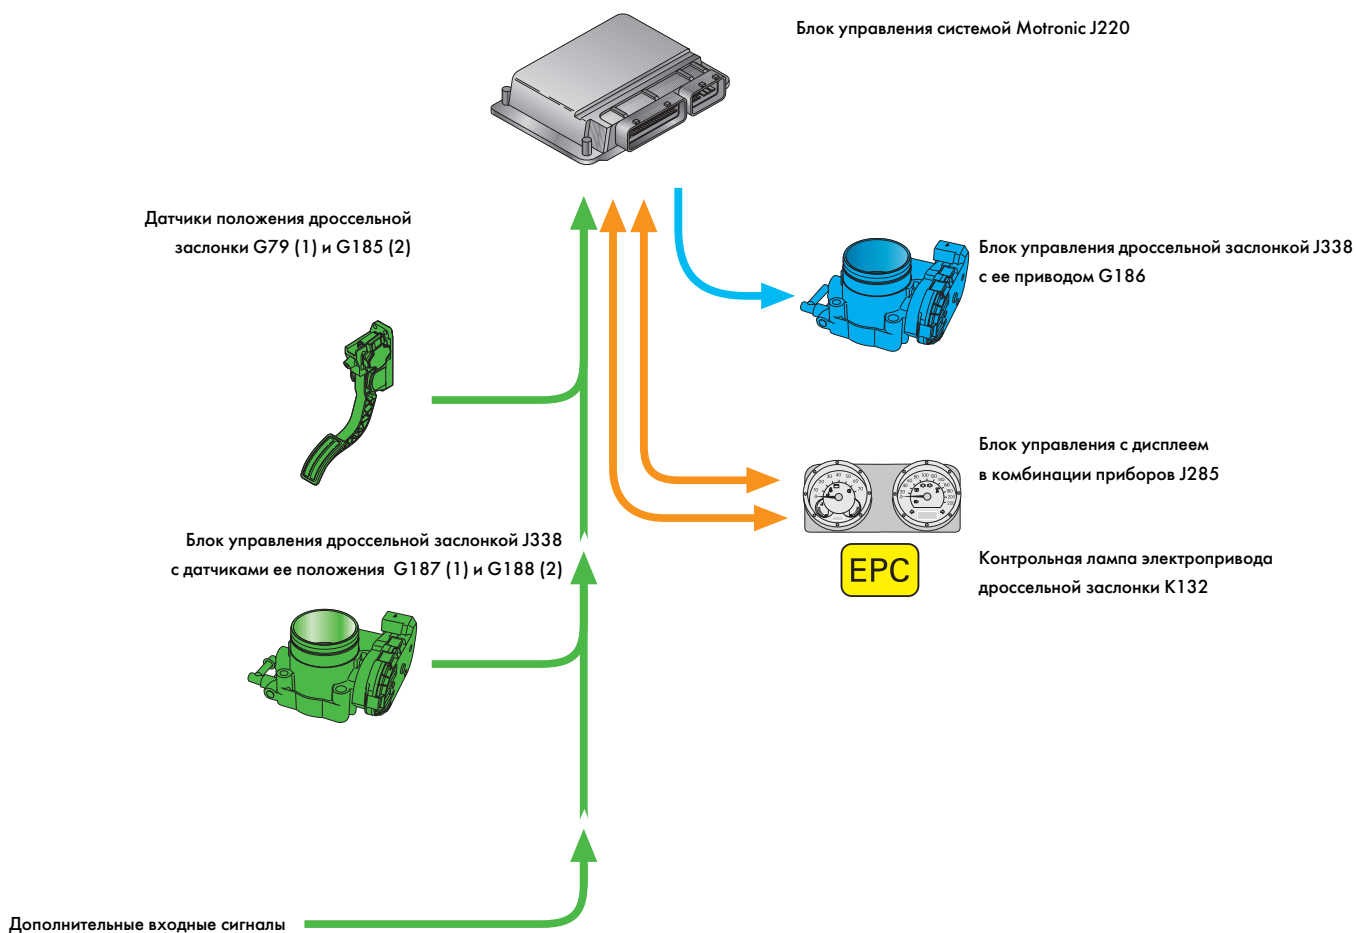 Блок управления системой Motronic J220
Датчики положения дроссельной
заслонки G79 (1) и G185 (2)
Блок управления дроссельной заслонкой J338
с ее приводом G186
Блок управления с дисплеем
в комбинации приборов J285
Блок управления дроссельной заслонкой J338
с датчиками ее положения G187 (1) и G188 (2)
EPC
Контрольная лампа электропривода
дроссельной заслонки К132
Дополнительные входные сигналы